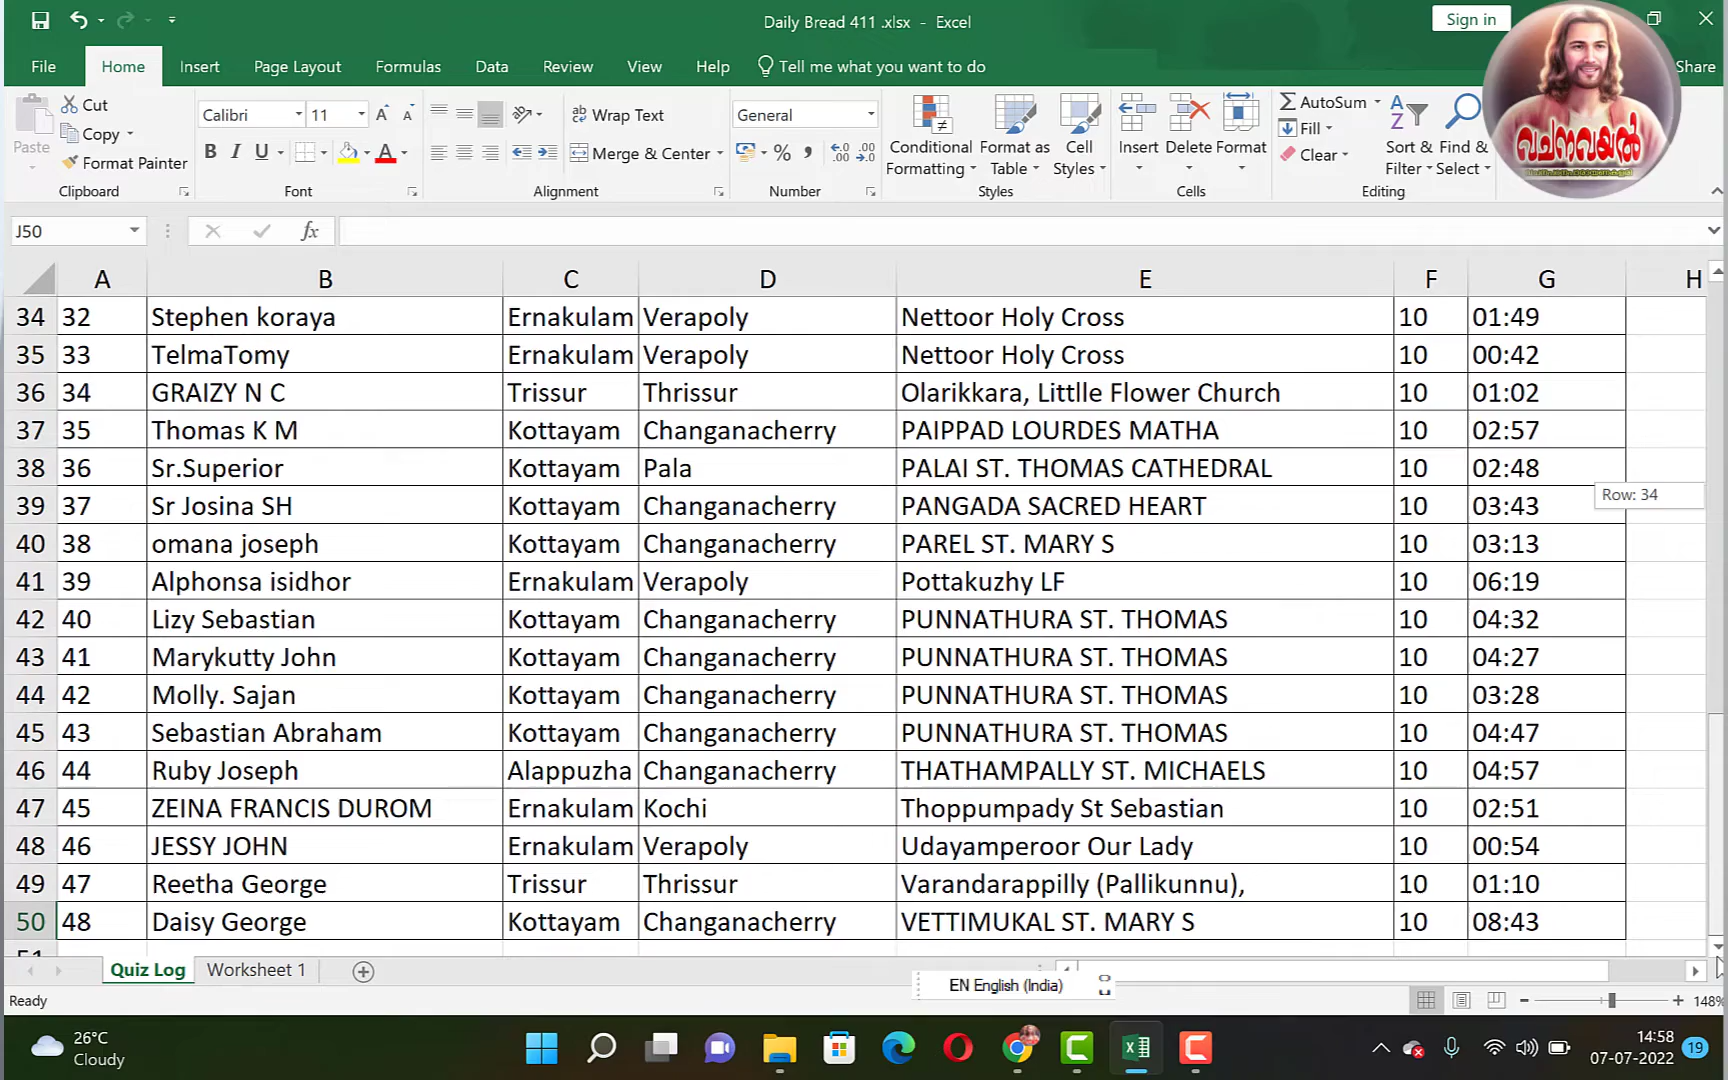 Daily Bread 411 .xlsx - Excel
Sign in
File Home Insert Page Layout Formulas Data Review View Help Tell me what you want to do Share
Paste
Cut
Copy
Format Painter
Clipboard
Calibri 11
B I U A
Font
Wrap Text
Merge & Center
Alignment
General
Number
Conditional Formatting
Format as Table
Cell Styles
Styles
Insert Delete Format
Cells
AutoSum
Fill
Clear
Sort & Filter
Find & Select
Editing
വചനവയൽ
J50 fx
A B C D E F G H
34 32 Stephen koraya Ernakulam Verapoly Nettoor Holy Cross 10 01:49
35 33 TelmaTomy Ernakulam Verapoly Nettoor Holy Cross 10 00:42
36 34 GRAIZY N C Trissur Thrissur Olarikkara, Littlle Flower Church 10 01:02
37 35 Thomas K M Kottayam Changanacherry PAIPPAD LOURDES MATHA 10 02:57
38 36 Sr.Superior Kottayam Pala PALAI ST. THOMAS CATHEDRAL 10 02:48
Row: 34
39 37 Sr Josina SH Kottayam Changanacherry PANGADA SACRED HEART 10 03:43
40 38 omana joseph Kottayam Changanacherry PAREL ST. MARY S 10 03:13
41 39 Alphonsa isidhor Ernakulam Verapoly Pottakuzhy LF 10 06:19
42 40 Lizy Sebastian Kottayam Changanacherry PUNNATHURA ST. THOMAS 10 04:32
43 41 Marykutty John Kottayam Changanacherry PUNNATHURA ST. THOMAS 10 04:27
44 42 Molly. Sajan Kottayam Changanacherry PUNNATHURA ST. THOMAS 10 03:28
45 43 Sebastian Abraham Kottayam Changanacherry PUNNATHURA ST. THOMAS 10 04:47
46 44 Ruby Joseph Alappuzha Changanacherry THATHAMPALLY ST. MICHAELS 10 04:57
47 45 ZEINA FRANCIS DUROM Ernakulam Kochi Thoppumpady St Sebastian 10 02:51
48 46 JESSY JOHN Ernakulam Verapoly Udayamperoor Our Lady 10 00:54
49 47 Reetha George Trissur Thrissur Varandarappilly (Pallikunnu), 10 01:10
50 48 Daisy George Kottayam Changanacherry VETTIMUKAL ST. MARY S 10 08:43
51
Quiz Log Worksheet 1
EN English (India)
Ready 148%
26°C
Cloudy
14:58
07-07-2022
19